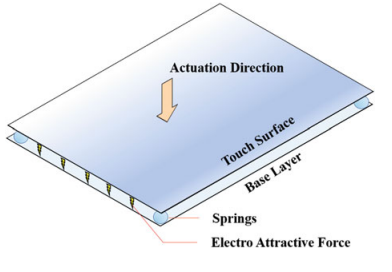 Actuation Direction
Touch Surface
Base Layer
Springs
Electro Attractive Force